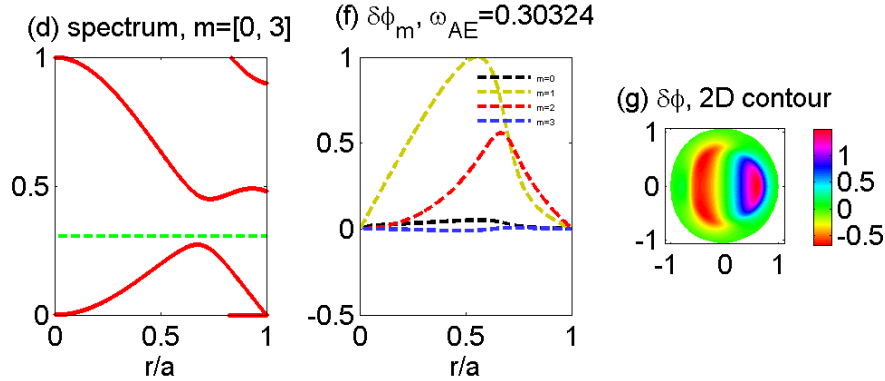 (d) spectrum, m=[0, 3]
1
0.5
0
0
0.5
1
r/a
(f) δϕm, ωAE=0.30324
1
0.5
0
-0.5
m=0
m=1
m=2
m=3
0
0.5
1
r/a
(g) δϕ, 2D contour
1
0
-1
-1
0
1
1
0.5
0
-0.5